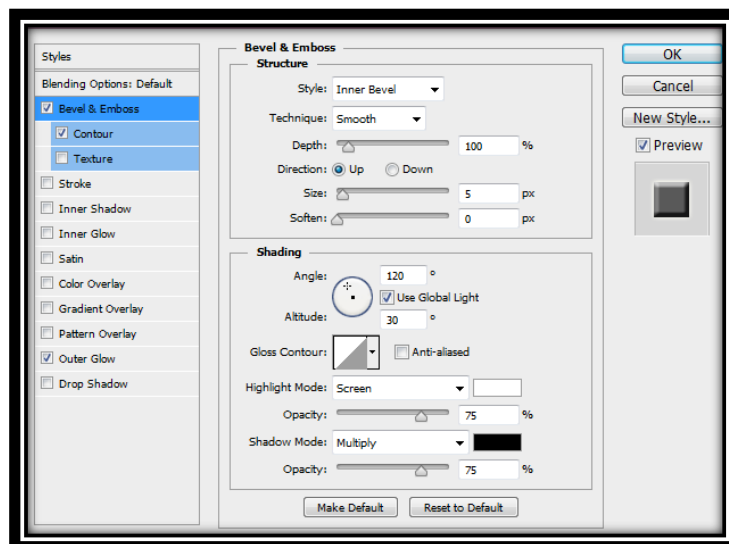 Styles
Blending Options: Default
Bevel & Emboss
Contour
Texture
Stroke
Inner Shadow
Inner Glow
Satin
Color Overlay
Gradient Overlay
Pattern Overlay
Outer Glow
Drop Shadow
Bevel & Emboss
Structure
Style: Inner Bevel
Technique: Smooth
Depth: 100 %
Direction: Up Down
Size: 5 px
Soften: 0 px
Shading
Angle: 120 °
Use Global Light
Altitude: 30 °
Gloss Contour: Anti-aliased
Highlight Mode: Screen
Opacity: 75 %
Shadow Mode: Multiply
Opacity: 75 %
Make Default Reset to Default
OK
Cancel
New Style...
Preview